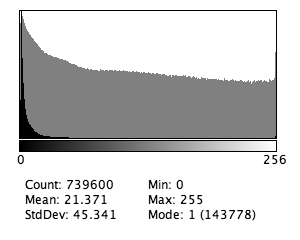 0 256
Count: 739600 Min: 0
Mean: 21.371 Max: 255
StdDev: 45.341 Mode: 1 (143778)